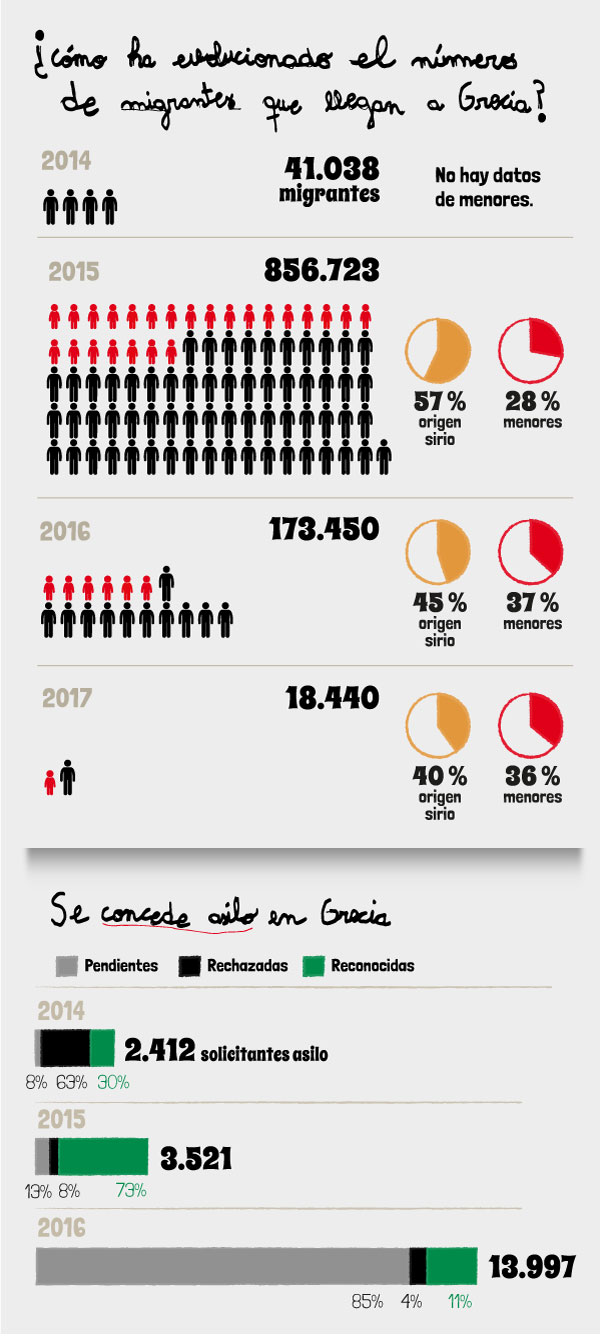 ¿cómo ha evolucionado el número
de migrantes que llegan a Grecia?
2014
41.038
migrantes
No hay datos
de menores.
2015
856.723
57 %
origen
sirio
28 %
menores
2016
173.450
45 %
origen
sirio
37 %
menores
2017
18.440
40 %
origen
sirio
36 %
menores
Se concede asilo en Grecia
Pendientes Rechazadas Reconocidas
2014
2.412 solicitantes asilo
8% 63% 30%
2015
3.521
13% 8% 73%
2016
13.997
85% 4% 11%